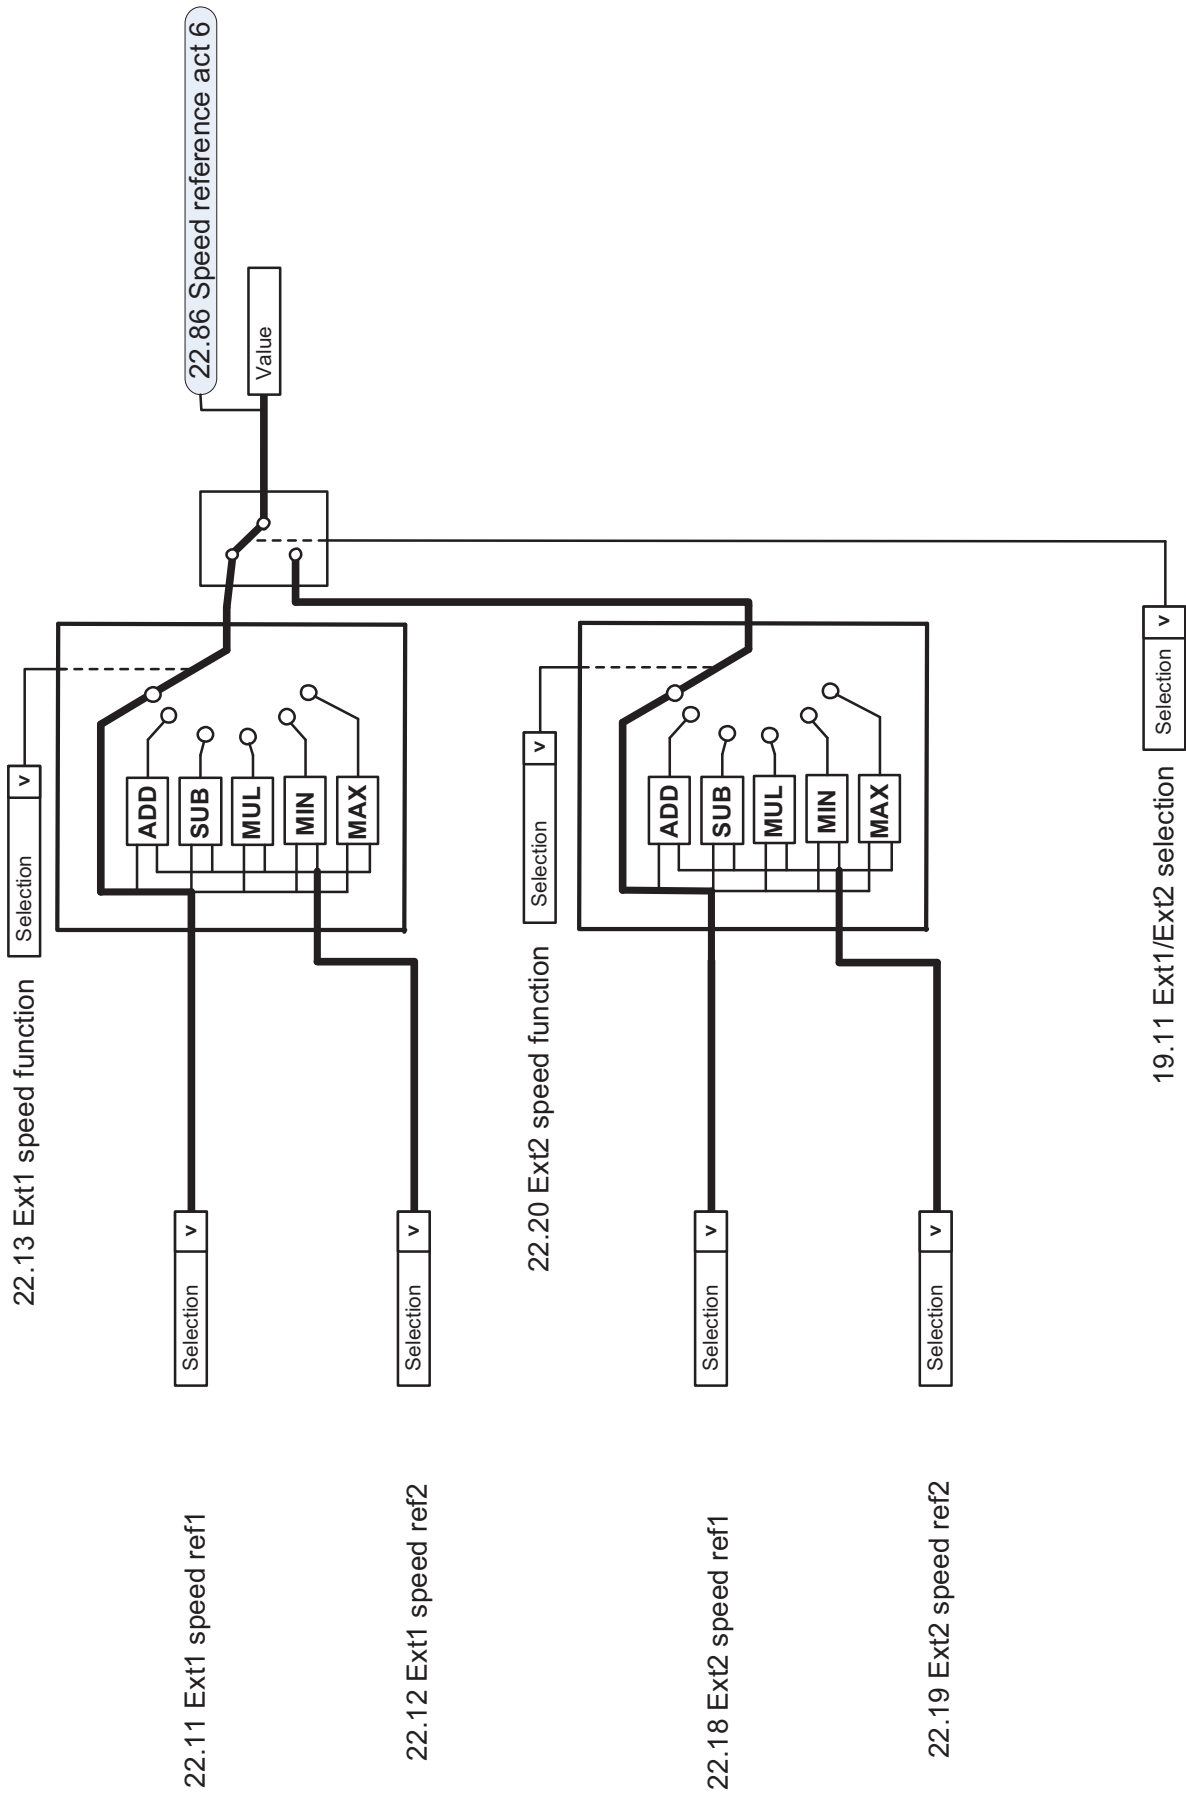 22.86 Speed reference act 6
Value
22.13 Ext1 speed function
Selection
v
ADD
SUB
MUL
MIN
MAX
22.11 Ext1 speed ref1
Selection
v
22.12 Ext1 speed ref2
Selection
v
22.20 Ext2 speed function
Selection
v
ADD
SUB
MUL
MIN
MAX
22.18 Ext2 speed ref1
Selection
v
22.19 Ext2 speed ref2
Selection
v
19.11 Ext1/Ext2 selection
Selection
v